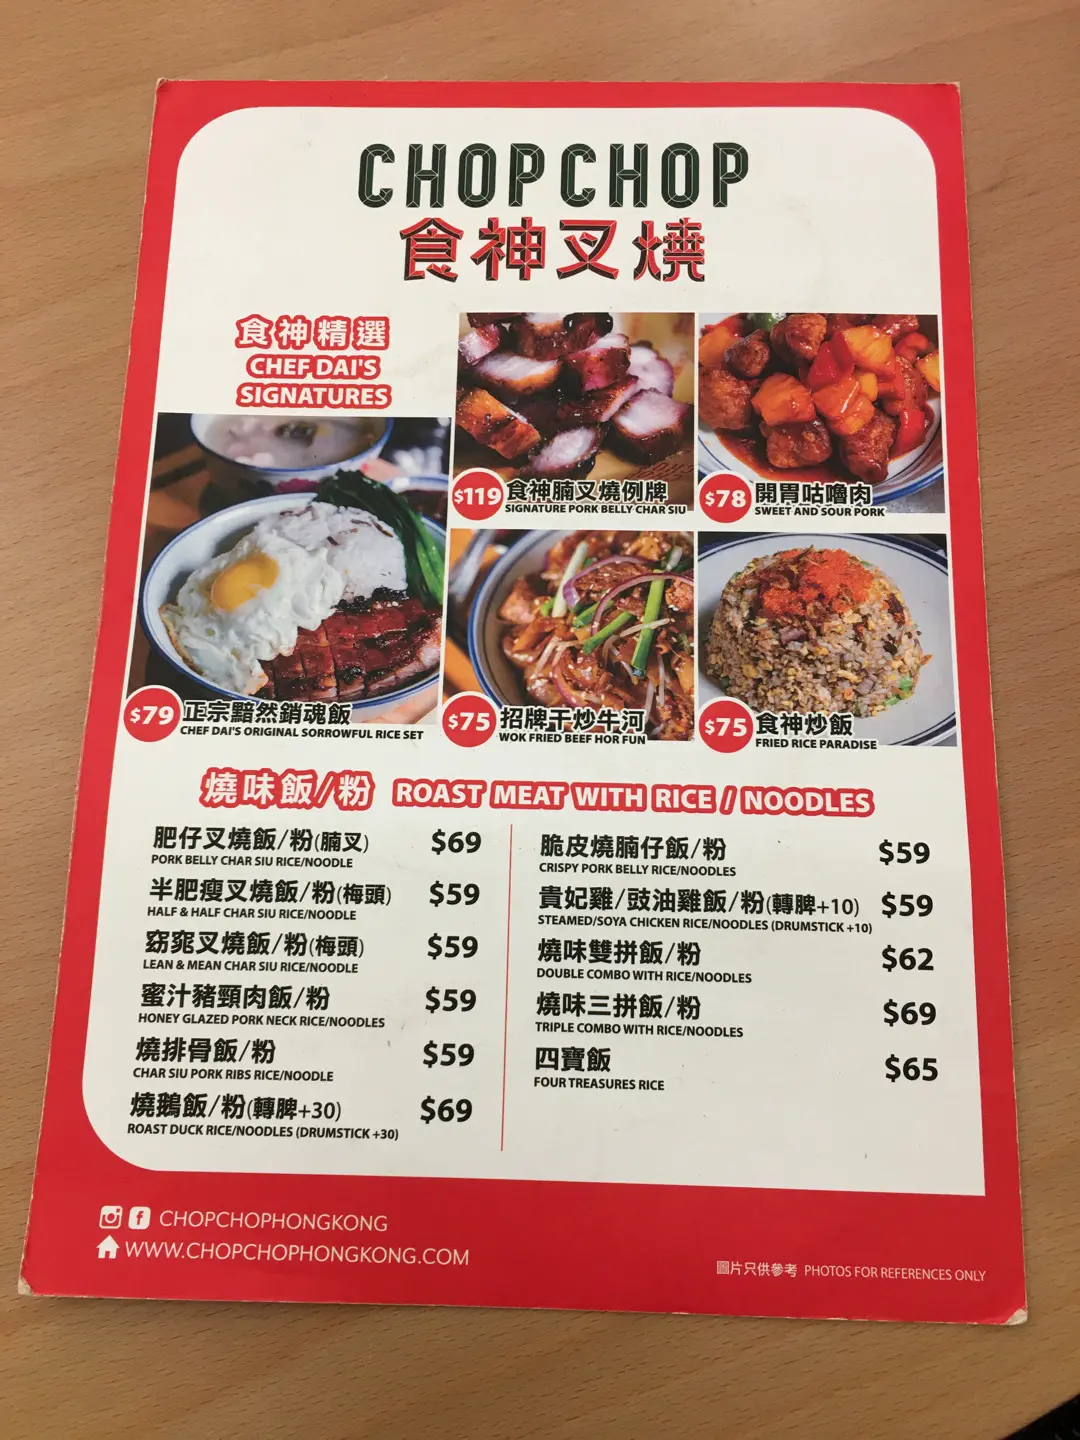 CHOP CHOP
食神叉燒
食神精選
CHEF DAI'S
SIGNATURES
$119 食神腩叉燒例牌
SIGNATURE PORK BELLY CHAR SIU
$78 開胃咕嚕肉
SWEET AND SOUR PORK
$79 正宗黯然銷魂飯
CHEF DAI'S ORIGINAL SORROWFUL RICE SET
$75 招牌干炒牛河
WOK FRIED BEEF HOR FUN
$75 食神炒飯
FRIED RICE PARADISE
燒味飯/粉 ROAST MEAT WITH RICE / NOODLES
肥仔叉燒飯/粉(腩叉) $69
PORK BELLY CHAR SIU RICE/NOODLE
半肥瘦叉燒飯/粉(梅頭) $59
HALF & HALF CHAR SIU RICE/NOODLE
窈窕叉燒飯/粉(梅頭) $59
LEAN & MEAN CHAR SIU RICE/NOODLE
蜜汁豬頸肉飯/粉 $59
HONEY GLAZED PORK NECK RICE/NOODLES
燒排骨飯/粉 $59
CHAR SIU PORK RIBS RICE/NOODLE
燒鵝飯/粉(轉脾+30) $69
ROAST DUCK RICE/NOODLES (DRUMSTICK +30)
脆皮燒腩仔飯/粉 $59
CRISPY PORK BELLY RICE/NOODLES
貴妃雞/豉油雞飯/粉(轉脾+10) $59
STEAMED/SOYA CHICKEN RICE/NOODLES (DRUMSTICK +10)
燒味雙拼飯/粉 $62
DOUBLE COMBO WITH RICE/NOODLES
燒味三拼飯/粉 $69
TRIPLE COMBO WITH RICE/NOODLES
四寶飯 $65
FOUR TREASURES RICE
CHOPCHOPHONGKONG
WWW.CHOPCHOPHONGKONG.COM
圖片只供參考 PHOTOS FOR REFERENCES ONLY